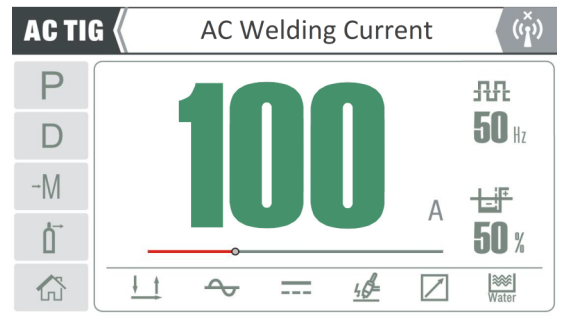 AC TIG
AC Welding Current
P
D
→M
100
A
50 Hz
50 %
Water